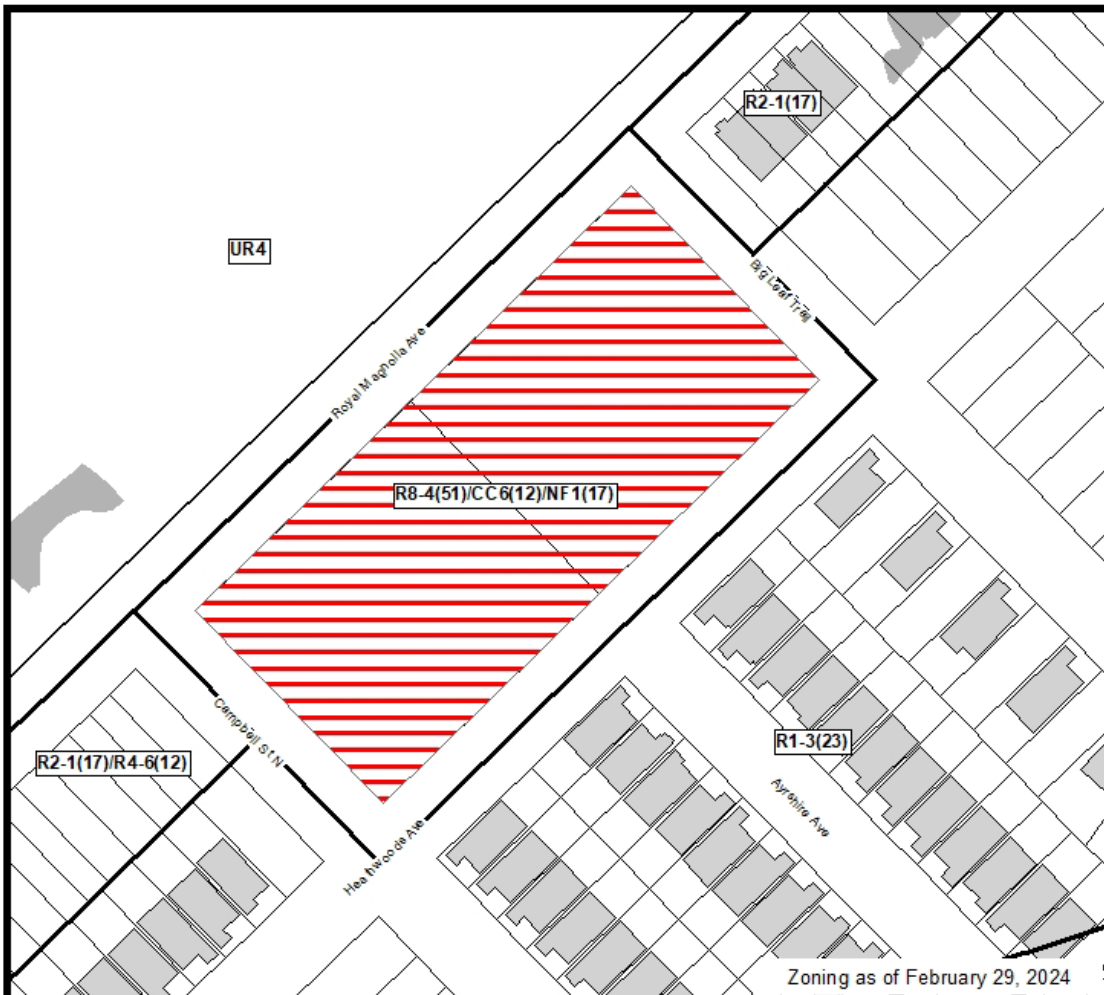 R2-1(17)
UR4
Big Leaf Trail
Royal Magnolia Ave
R8-4(51)/CC6(12)/NF1(17)
Campbell St N
R2-1(17)/R4-6(12)
R1-3(23)
Ayrshire Ave
Heathwoods Ave
Zoning as of February 29, 2024